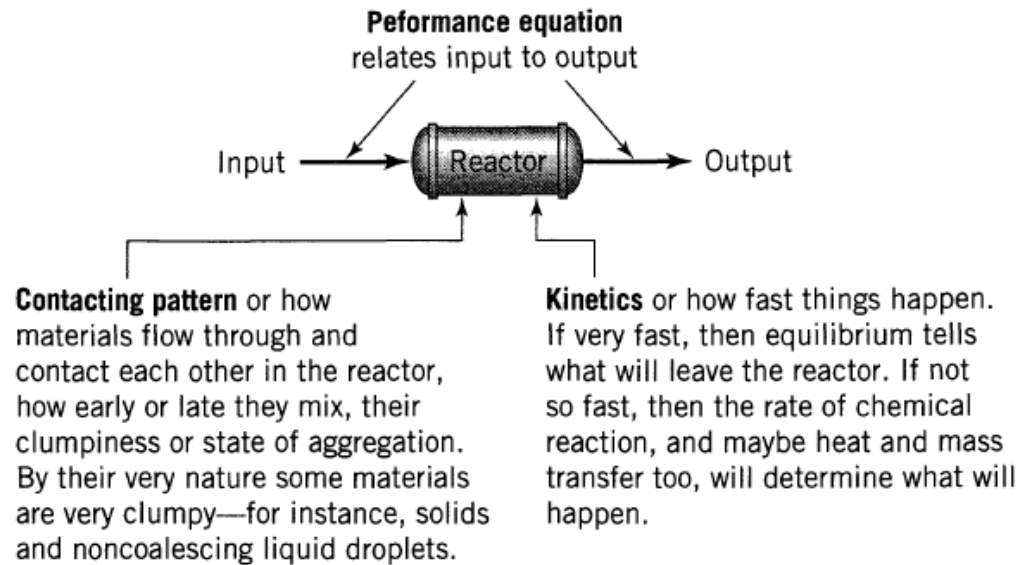 Peformance equation
relates input to output
Input
Reactor
Output
Contacting pattern or how
materials flow through and
contact each other in the reactor,
how early or late they mix, their
clumpiness or state of aggregation.
By their very nature some materials
are very clumpy—for instance, solids
and noncoalescing liquid droplets.
Kinetics or how fast things happen.
If very fast, then equilibrium tells
what will leave the reactor. If not
so fast, then the rate of chemical
reaction, and maybe heat and mass
transfer too, will determine what will
happen.